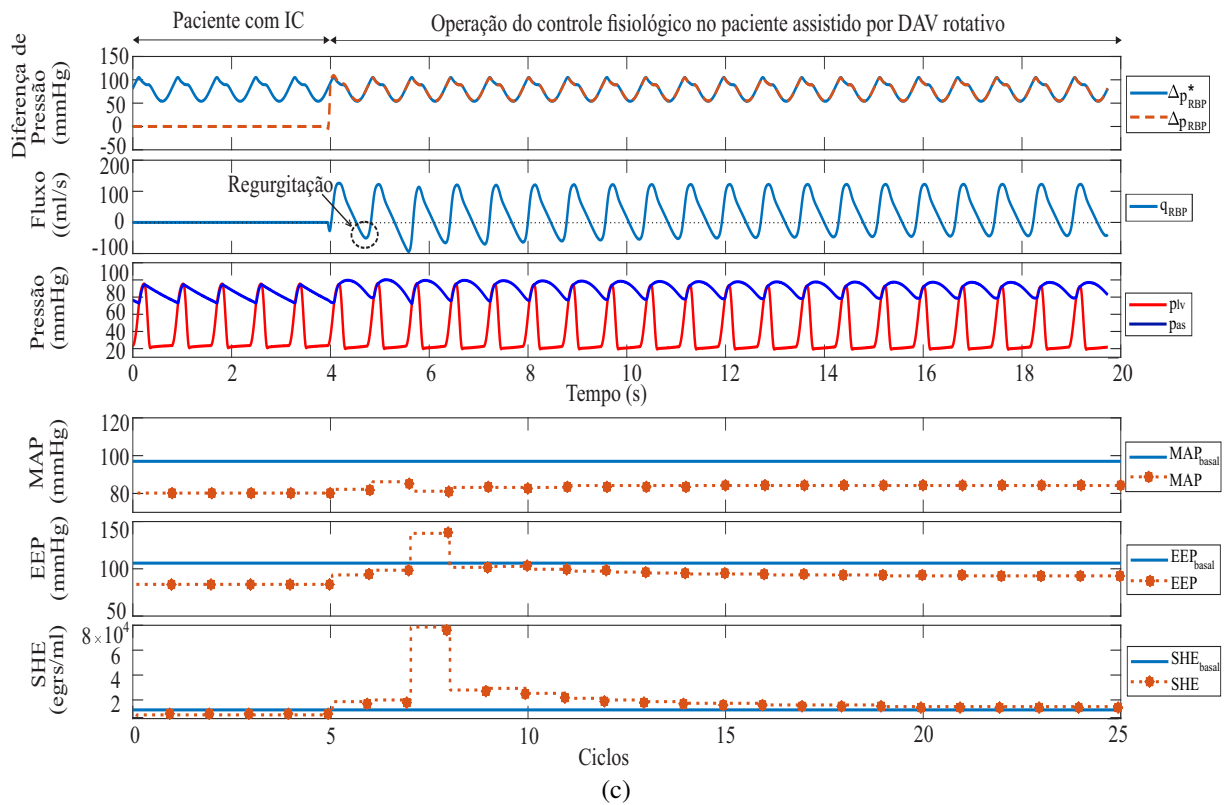 Paciente com IC
Operação do controle fisiológico no paciente assistido por DAV rotativo
Diferença de
Pressão
(mmHg)
150
100
50
0
-50
Δp*RBP
ΔpRBP
Fluxo
((ml/s)
200
100
0
-100
Regurgitação
qRBP
Pressão
(mmHg)
100
80
60
40
20
plv
pas
0 2 4 6 8 10 12 14 16 18 20
Tempo (s)
MAP
(mmHg)
120
100
80
MAPbasal
MAP
EEP
(mmHg)
150
100
50
EEPbasal
EEP
SHE
(egrs/ml)
8 × 10⁴
6
4
2
SHEbasal
SHE
0 5 10 15 20 25
Ciclos
(c)